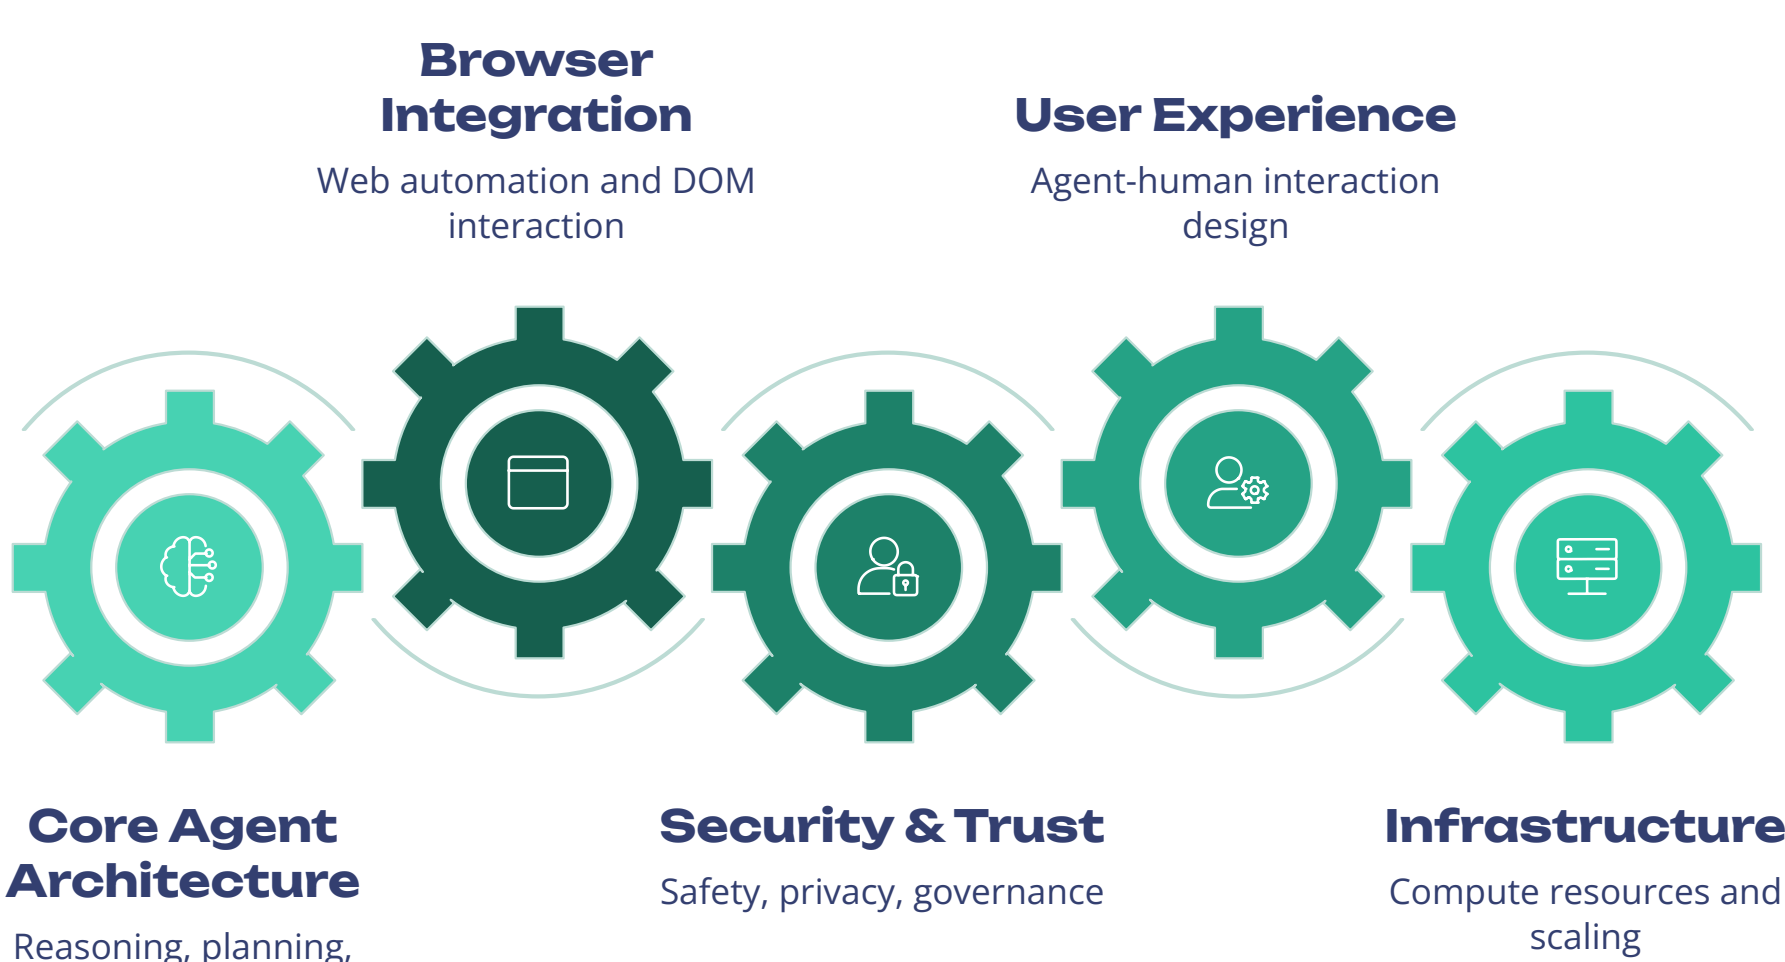 Browser
Integration
Web automation and DOM
interaction
User Experience
Agent-human interaction
design
Core Agent
Architecture
Reasoning, planning,
Security & Trust
Safety, privacy, governance
Infrastructure
Compute resources and
scaling